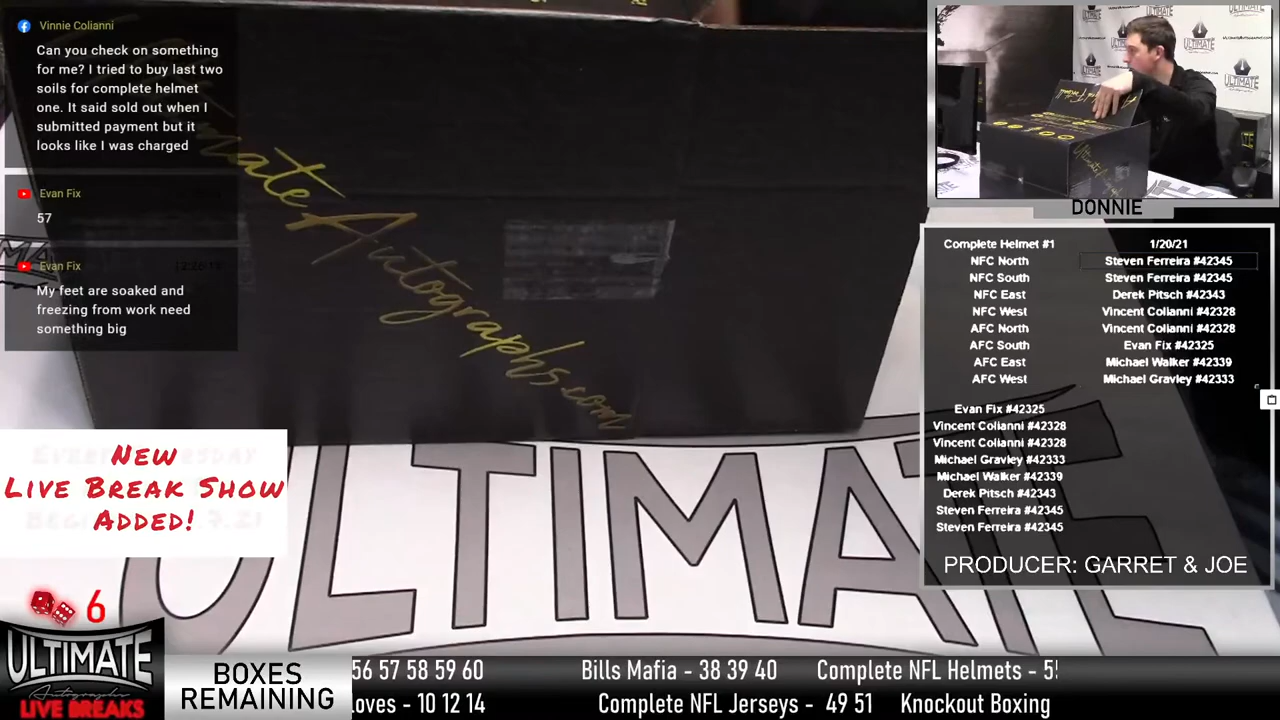 Vinnie Colianni
Can you check on something
for me? I tried to buy last two
soils for complete helmet
one. It said sold out when I
submitted payment but it
looks like I was charged
Evan Fix
57
Evan Fix
My feet are soaked and
freezing from work need
something big
Autographs.com
ULTIMATE
DONNIE
Complete Helmet #1 1/20/21
NFC North Steven Ferreira #42345
NFC South Steven Ferreira #42345
NFC East Derek Pitsch #42343
NFC West Vincent Colianni #42328
AFC North Vincent Colianni #42328
AFC South Evan Fix #42325
AFC East Michael Walker #42339
AFC West Michael Gravley #42333
Evan Fix #42325
Vincent Colianni #42328
Vincent Colianni #42328
Michael Gravley #42333
Michael Walker #42339
Derek Pitsch #42343
Steven Ferreira #42345
Steven Ferreira #42345
PRODUCER: GARRET & JOE
New
Live Break Show
Added!
6
ULTIMATE
Autographs
LIVE BREAKS
BOXES
REMAINING
56 57 58 59 60 Bills Mafia - 38 39 40 Complete NFL Helmets - 5
loves - 10 12 14 Complete NFL Jerseys - 49 51 Knockout Boxing